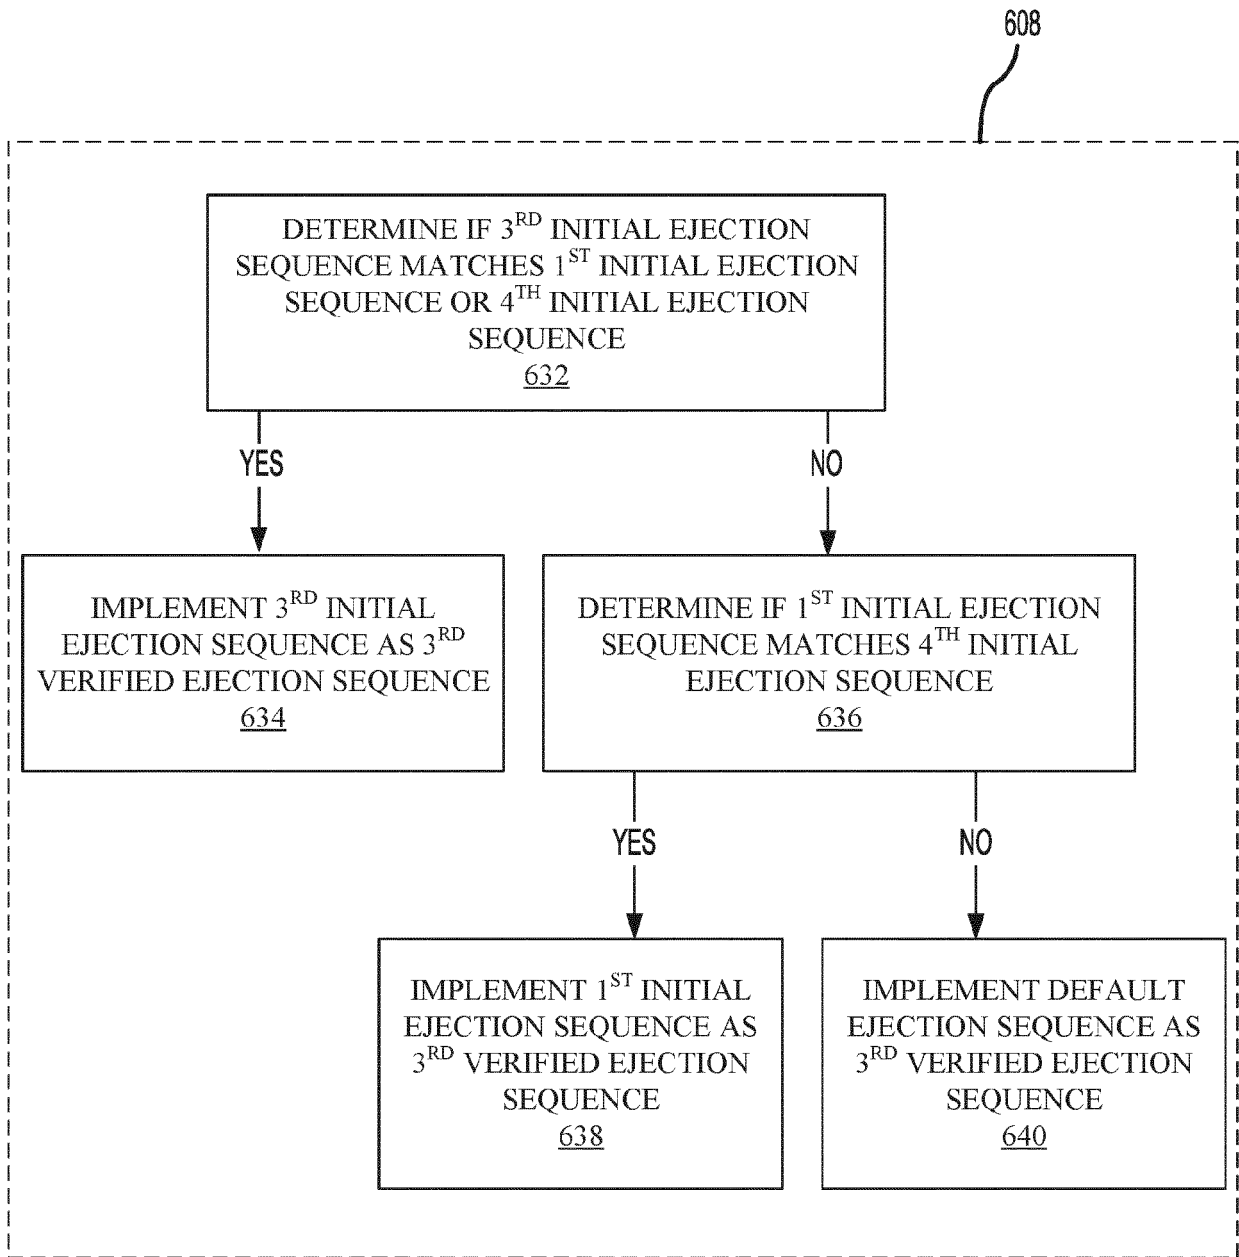 608
DETERMINE IF 3RD INITIAL EJECTION
SEQUENCE MATCHES 1ST INITIAL EJECTION
SEQUENCE OR 4TH INITIAL EJECTION
SEQUENCE
632
YES
NO
IMPLEMENT 3RD INITIAL
EJECTION SEQUENCE AS 3RD
VERIFIED EJECTION SEQUENCE
634
DETERMINE IF 1ST INITIAL EJECTION
SEQUENCE MATCHES 4TH INITIAL
EJECTION SEQUENCE
636
YES
NO
IMPLEMENT 1ST INITIAL
EJECTION SEQUENCE AS
3RD VERIFIED EJECTION
SEQUENCE
638
IMPLEMENT DEFAULT
EJECTION SEQUENCE AS
3RD VERIFIED EJECTION
SEQUENCE
640